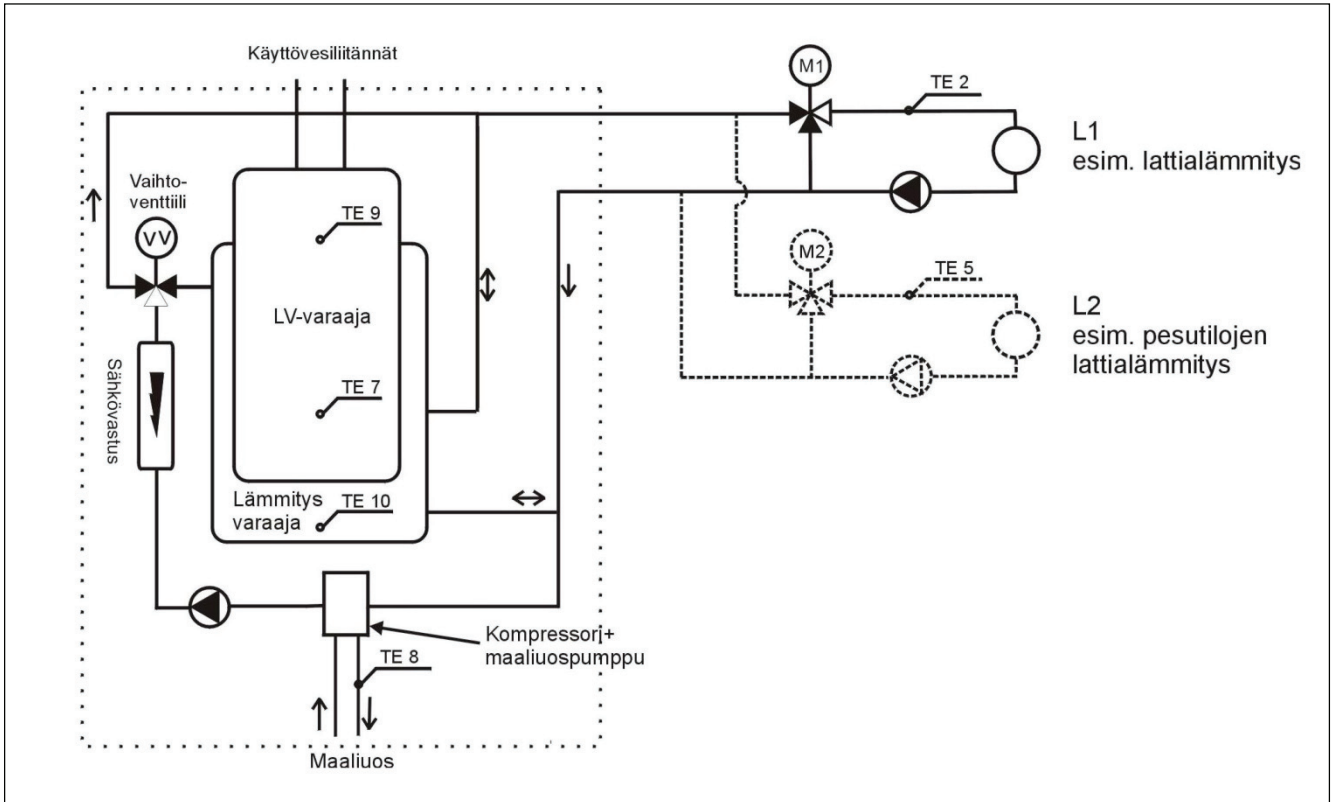 Käyttövesiliitännät
M1
TE 2
L1
esim. lattialämmitys
Vaihto-
venttiili
VV
TE 9
M2
TE 5
LV-varaaja
L2
esim. pesutilojen
lattialämmitys
Sähkövastus
TE 7
Lämmitys
varaaja
TE 10
Kompressori+
maaliuospumppu
TE 8
Maaliuos